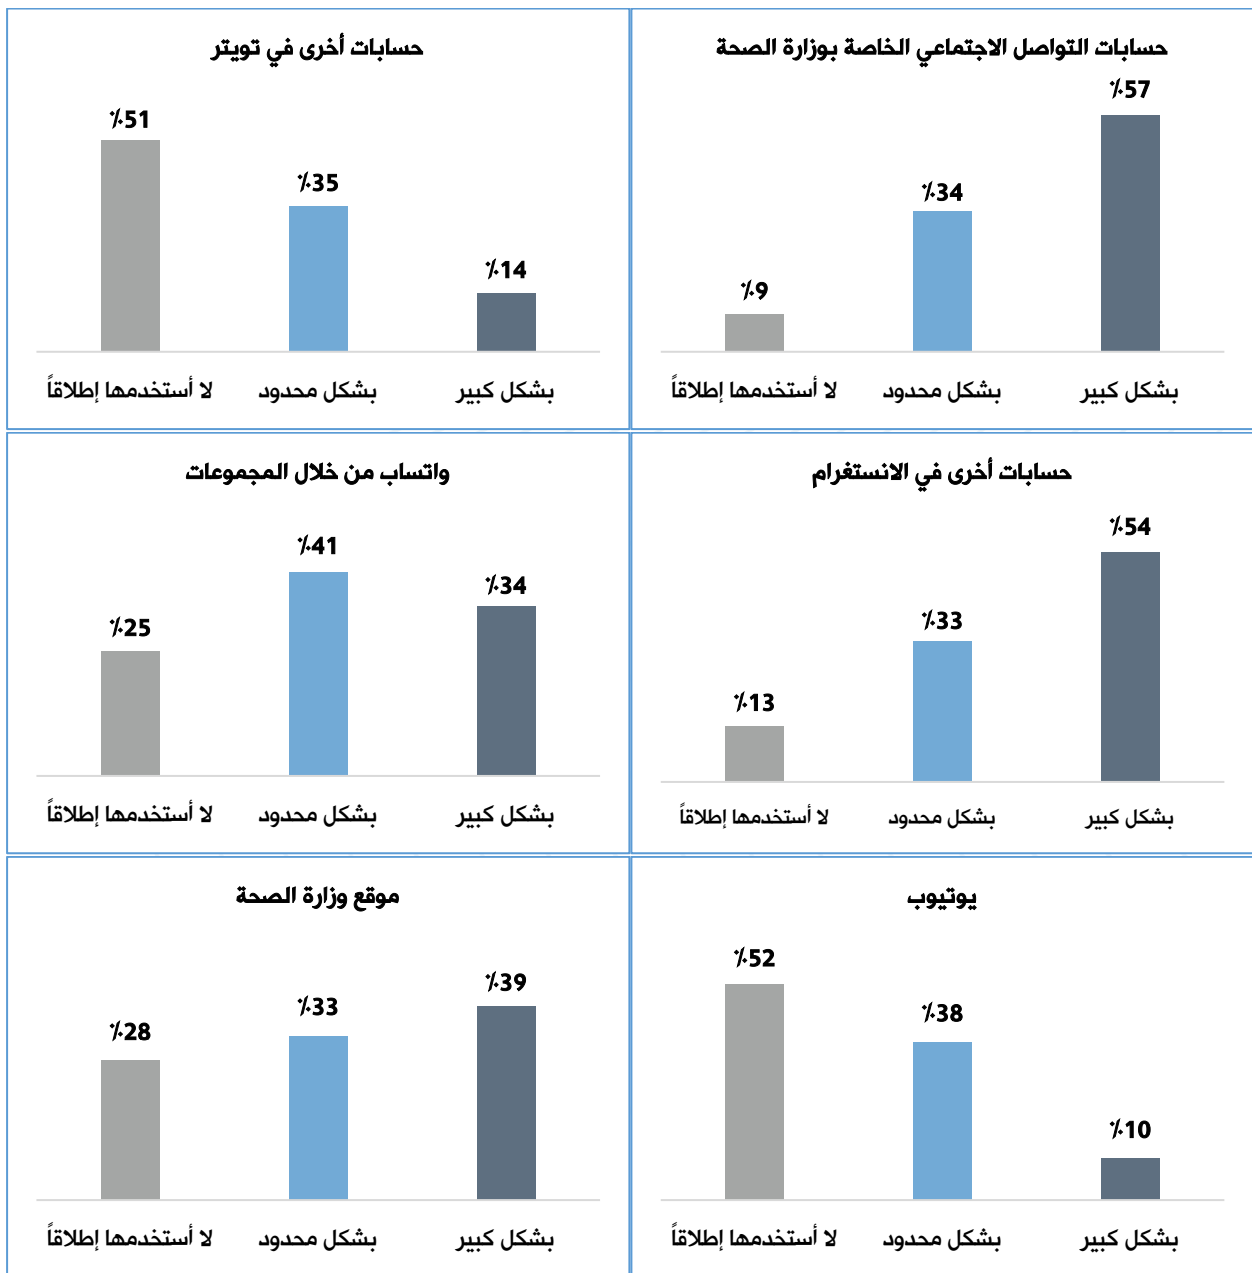 حسابات التواصل الاجتماعي الخاصة بوزارة الصحة
٪57
٪34
٪9
بشكل كبير
بشكل محدود
لا أستخدمها إطلاقاً
حسابات أخرى في تويتر
٪14
٪35
٪51
بشكل كبير
بشكل محدود
لا أستخدمها إطلاقاً
حسابات أخرى في الانستغرام
٪54
٪33
٪13
بشكل كبير
بشكل محدود
لا أستخدمها إطلاقاً
واتساب من خلال المجموعات
٪34
٪41
٪25
بشكل كبير
بشكل محدود
لا أستخدمها إطلاقاً
يوتيوب
٪10
٪38
٪52
بشكل كبير
بشكل محدود
لا أستخدمها إطلاقاً
موقع وزارة الصحة
٪39
٪33
٪28
بشكل كبير
بشكل محدود
لا أستخدمها إطلاقاً